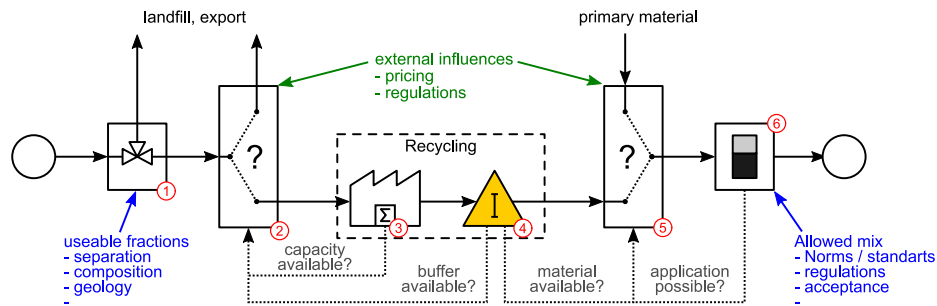 landfill, export
primary material
external influences
- pricing
- regulations
6
Recycling
?
?
1
Σ
3
I
4
2
5
useable fractions
- separation
- composition
- geology
-
capacity
available?
buffer
available?
material
available?
application
possible?
Allowed mix
- Norms / standarts
- regulations
- acceptance
-